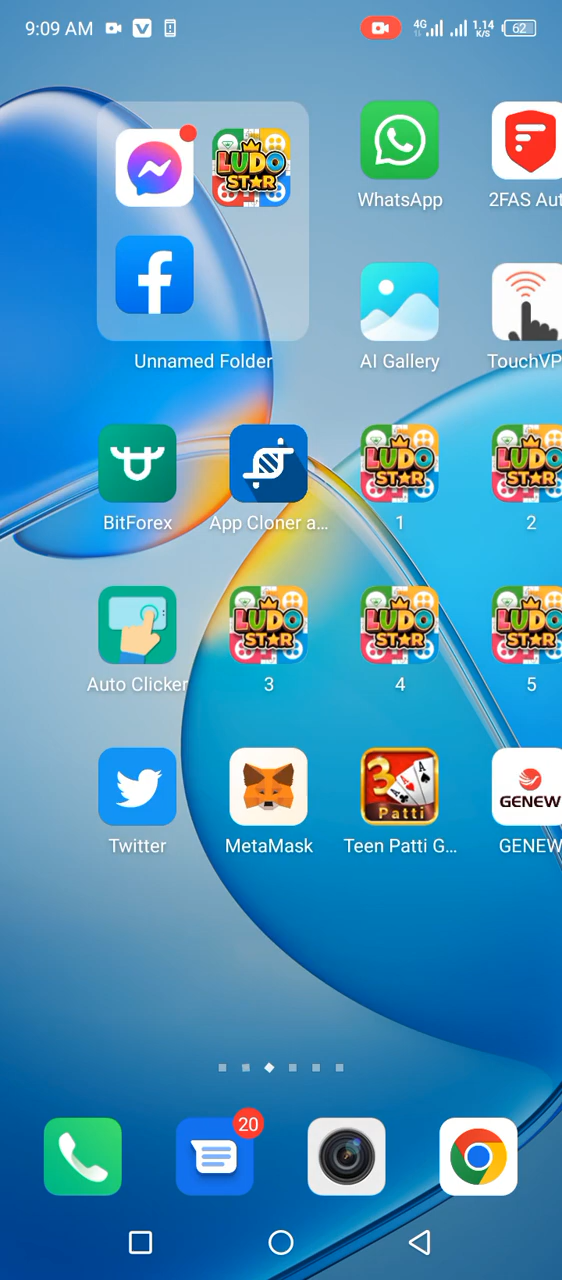 9:09 AM 4G 1.14 K/S 62
LUDO STAR
WhatsApp 2FAS Aut
Unnamed Folder AI Gallery TouchVP
LUDO STAR LUDO STAR
BitForex App Cloner a... 1 2
LUDO STAR LUDO STAR LUDO STAR
Auto Clicker 3 4 5
3 A A Patti GENEW
Twitter MetaMask Teen Patti G... GENEW
20